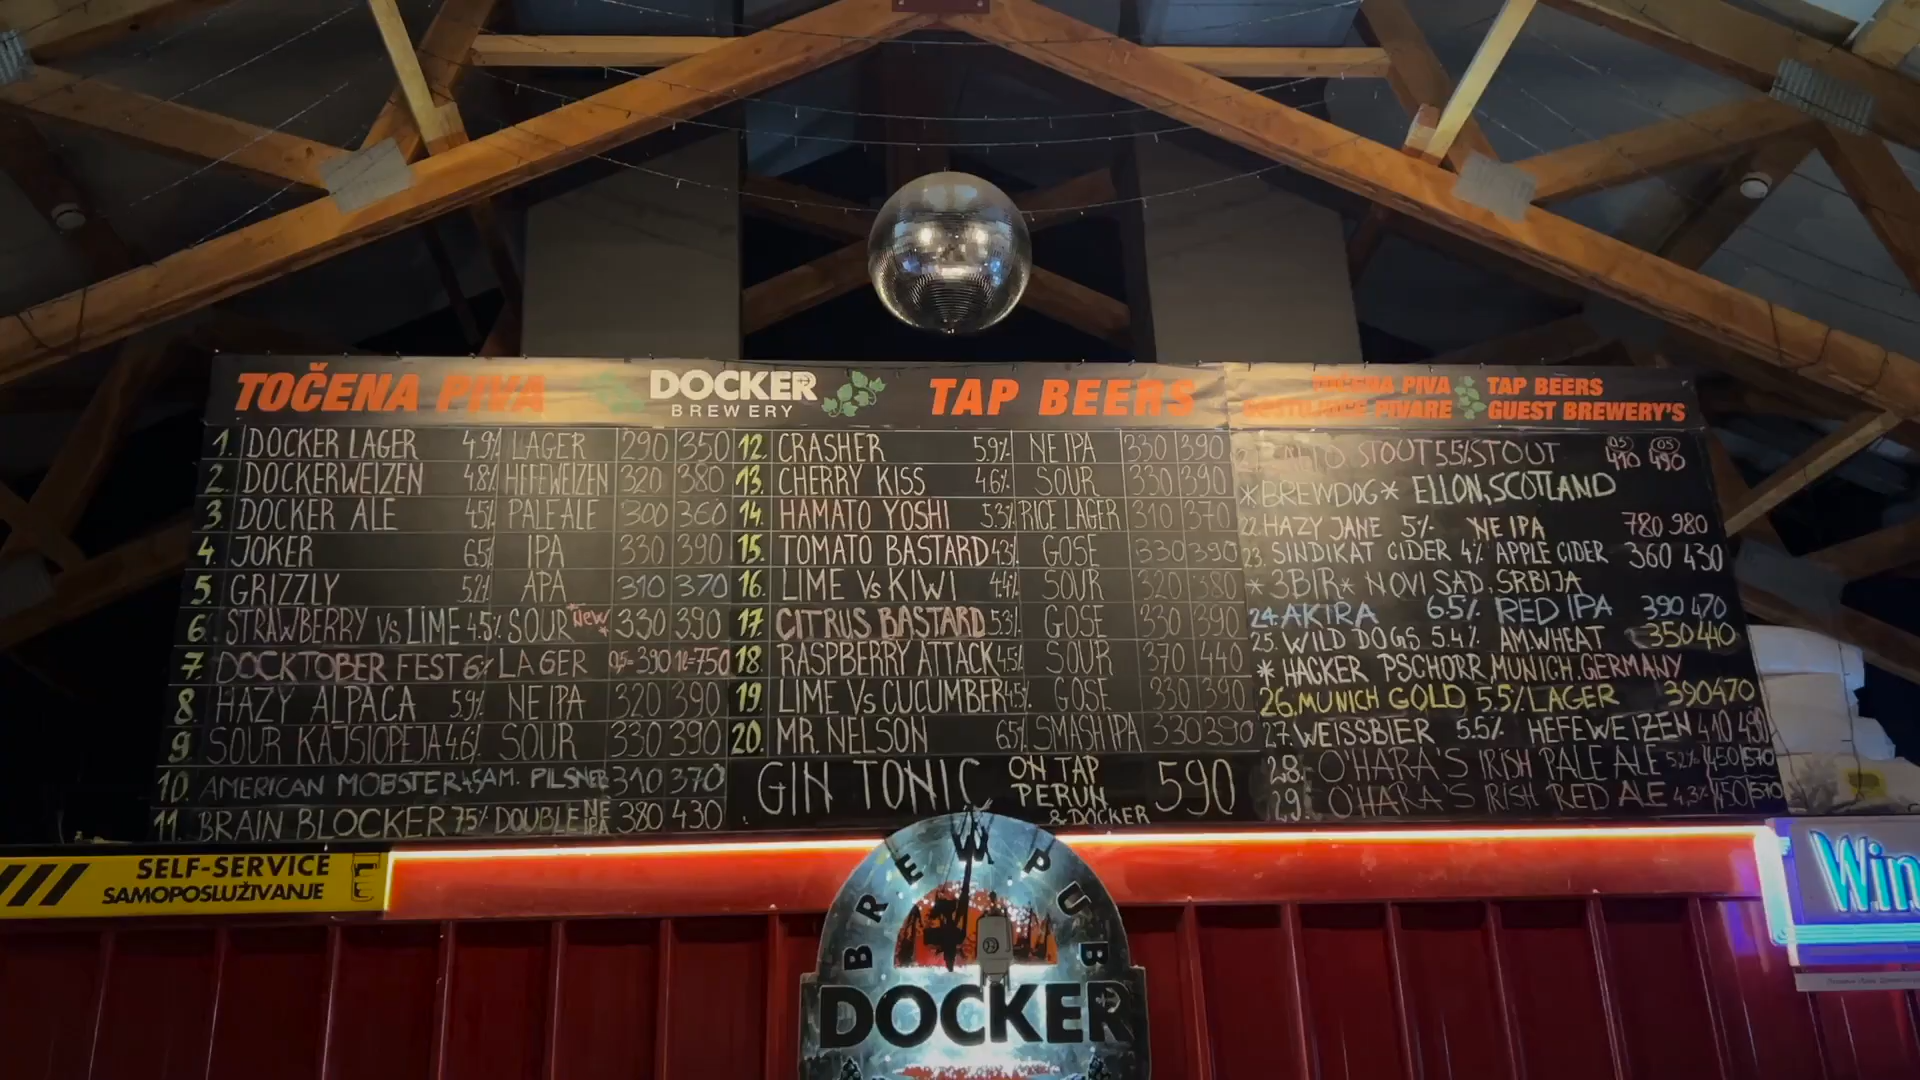 TOČENA PIVA
DOCKER
BREWERY
TAP BEERS
1. DOCKER LAGER 4.9% LAGER 290 350
2. DOCKERWEIZEN 4.8% HEFEWEIZEN 320 380
3. DOCKER ALE 4.5% PALE ALE 300 360
4. JOKER 6.5% IPA 330 390
5. GRIZZLY 5.2% APA 310 370
6. STRAWBERRY Vs LIME 4.5% SOUR *New* 330 390
7. DOCKTOBER FEST 6% LAGER 0,5=390 1l=750
8. HAZY ALPACA 5.9% NEIPA 320 390
9. SOUR KAJSIOPEJA 4.6% SOUR 330 390
10. AMERICAN MOBSTER 4.5 AM. PILSNER 310 370
11. BRAIN BLOCKER 7.5% DOUBLE NE IPA 380 430
12. CRASHER 5.9% NEIPA 330 390
13. CHERRY KISS 4.6% SOUR 330 390
14. HAMATO YOSHI 5.3% RICE LAGER 310 370
15. TOMATO BASTARD 4.3% GOSE 330 390
16. LIME Vs KIWI 4.4% SOUR 320 380
17. CITRUS BASTARD 5.3% GOSE 330 390
18. RASPBERRY ATTACK 4.5% SOUR 370 440
19. LIME Vs CUCUMBER 4.5% GOSE 330 390
20. MR. NELSON 6.5% SMASH IPA 330 390
GIN TONIC ON TAP PERUN & DOCKER 590
TOČENA PIVA
GOSTUJUĆE PIVARE
TAP BEERS
GUEST BREWERY'S
STOUT 5.5% STOUT 410 490
*BREWDOG* ELLON, SCOTLAND
22. HAZY JANE 5% NEIPA 780 980
23. SINDIKAT CIDER 4% APPLE CIDER 360 430
*3BIR* NOVI SAD, SRBIJA
24. AKIRA 6.5% RED IPA 390 470
25. WILD DOGS 5.4% AM.WHEAT 350 440
* HACKER PSCHORR, MUNICH, GERMANY
26. MUNICH GOLD 5.5% LAGER 390 470
27. WEISSBIER 5.5% HEFEWEIZEN 410 490
28. O'HARA'S IRISH PALE ALE 5.2% 450 570
29. O'HARA'S IRISH RED ALE 4.3% 450 570
SELF-SERVICE
SAMOPOSLUŽIVANJE
BREWPUB
DOCKER
Win